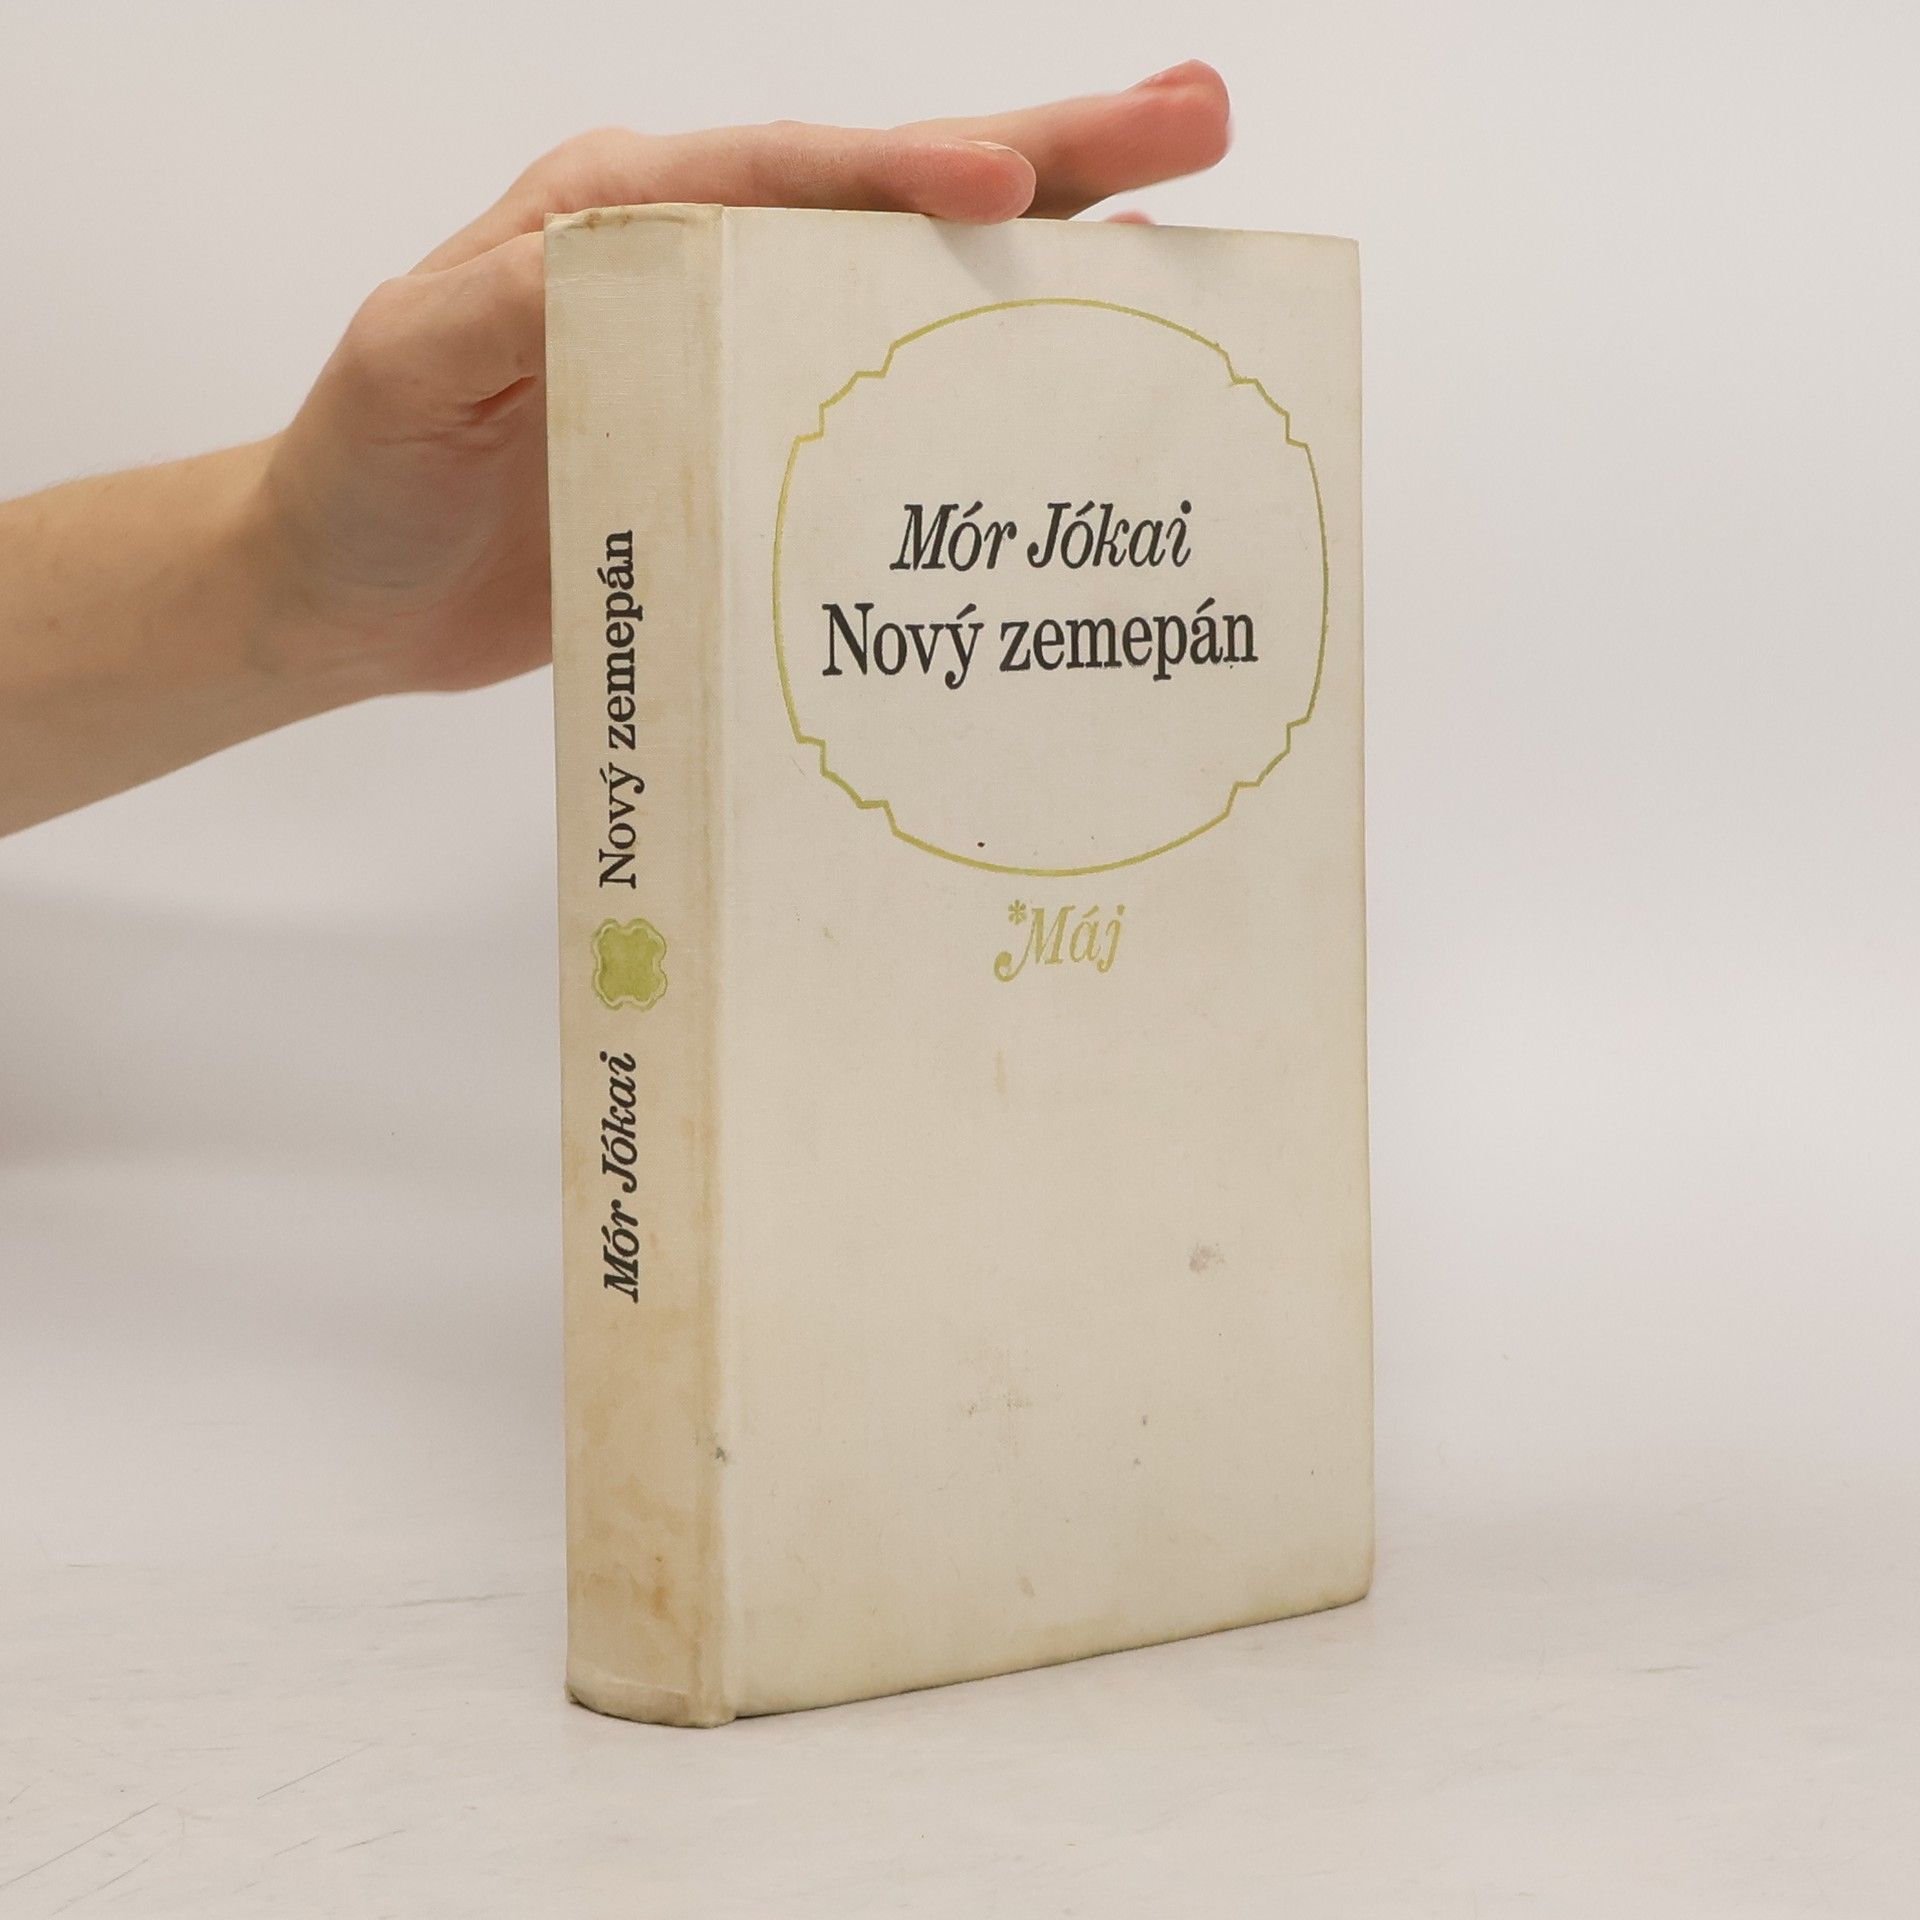 Mór Jókai
Nový zemepán
*Máj
Mór Jókai Nový zemepán